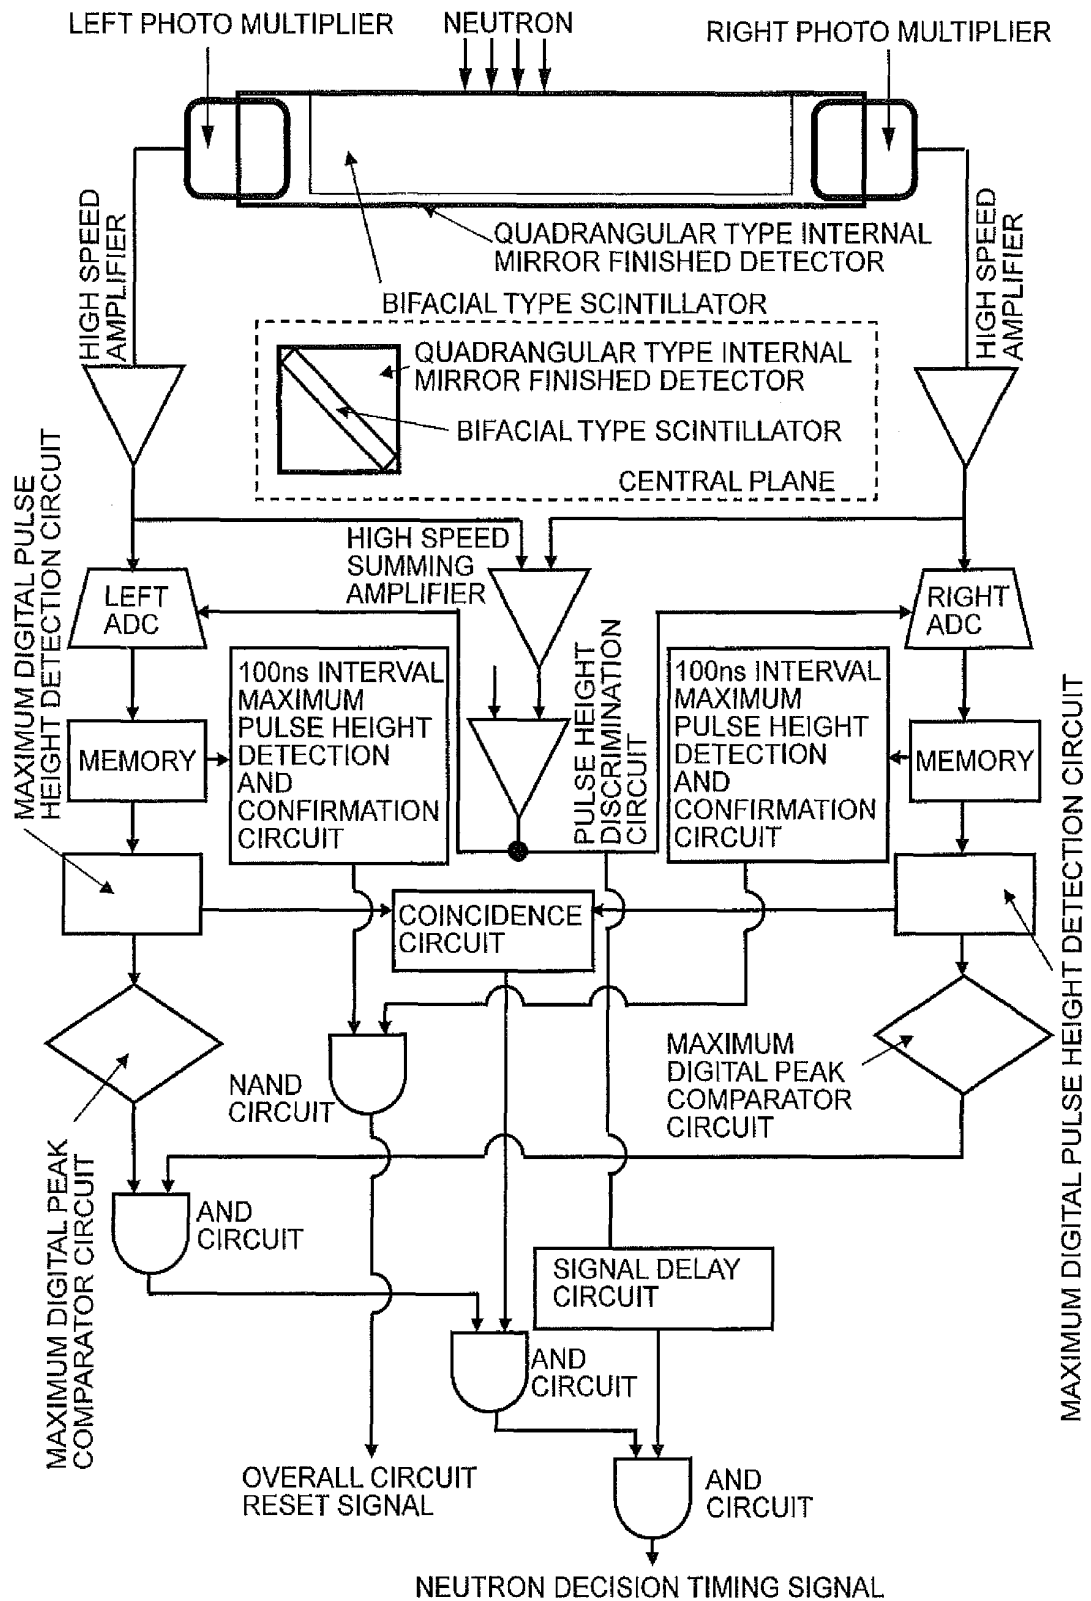 LEFT PHOTO MULTIPLIER
NEUTRON
RIGHT PHOTO MULTIPLIER
HIGH SPEED
AMPLIFIER
HIGH SPEED
AMPLIFIER
QUADRANGULAR TYPE INTERNAL
MIRROR FINISHED DETECTOR
BIFACIAL TYPE SCINTILLATOR
QUADRANGULAR TYPE INTERNAL
MIRROR FINISHED DETECTOR
BIFACIAL TYPE SCINTILLATOR
CENTRAL PLANE
MAXIMUM DIGITAL PULSE
HEIGHT DETECTION CIRCUIT
HIGH SPEED
SUMMING
AMPLIFIER
LEFT
ADC
RIGHT
ADC
100ns INTERVAL
MAXIMUM
PULSE HEIGHT
DETECTION
AND
CONFIRMATION
CIRCUIT
PULSE HEIGHT
DISCRIMINATION
CIRCUIT
100ns INTERVAL
MAXIMUM
PULSE HEIGHT
DETECTION
AND
CONFIRMATION
CIRCUIT
MEMORY
MEMORY
MAXIMUM DIGITAL PULSE HEIGHT DETECTION CIRCUIT
COINCIDENCE
CIRCUIT
NAND
CIRCUIT
MAXIMUM
DIGITAL PEAK
COMPARATOR
CIRCUIT
MAXIMUM DIGITAL PEAK
COMPARATOR CIRCUIT
AND
CIRCUIT
SIGNAL DELAY
CIRCUIT
AND
CIRCUIT
OVERALL CIRCUIT
RESET SIGNAL
AND
CIRCUIT
NEUTRON DECISION TIMING SIGNAL